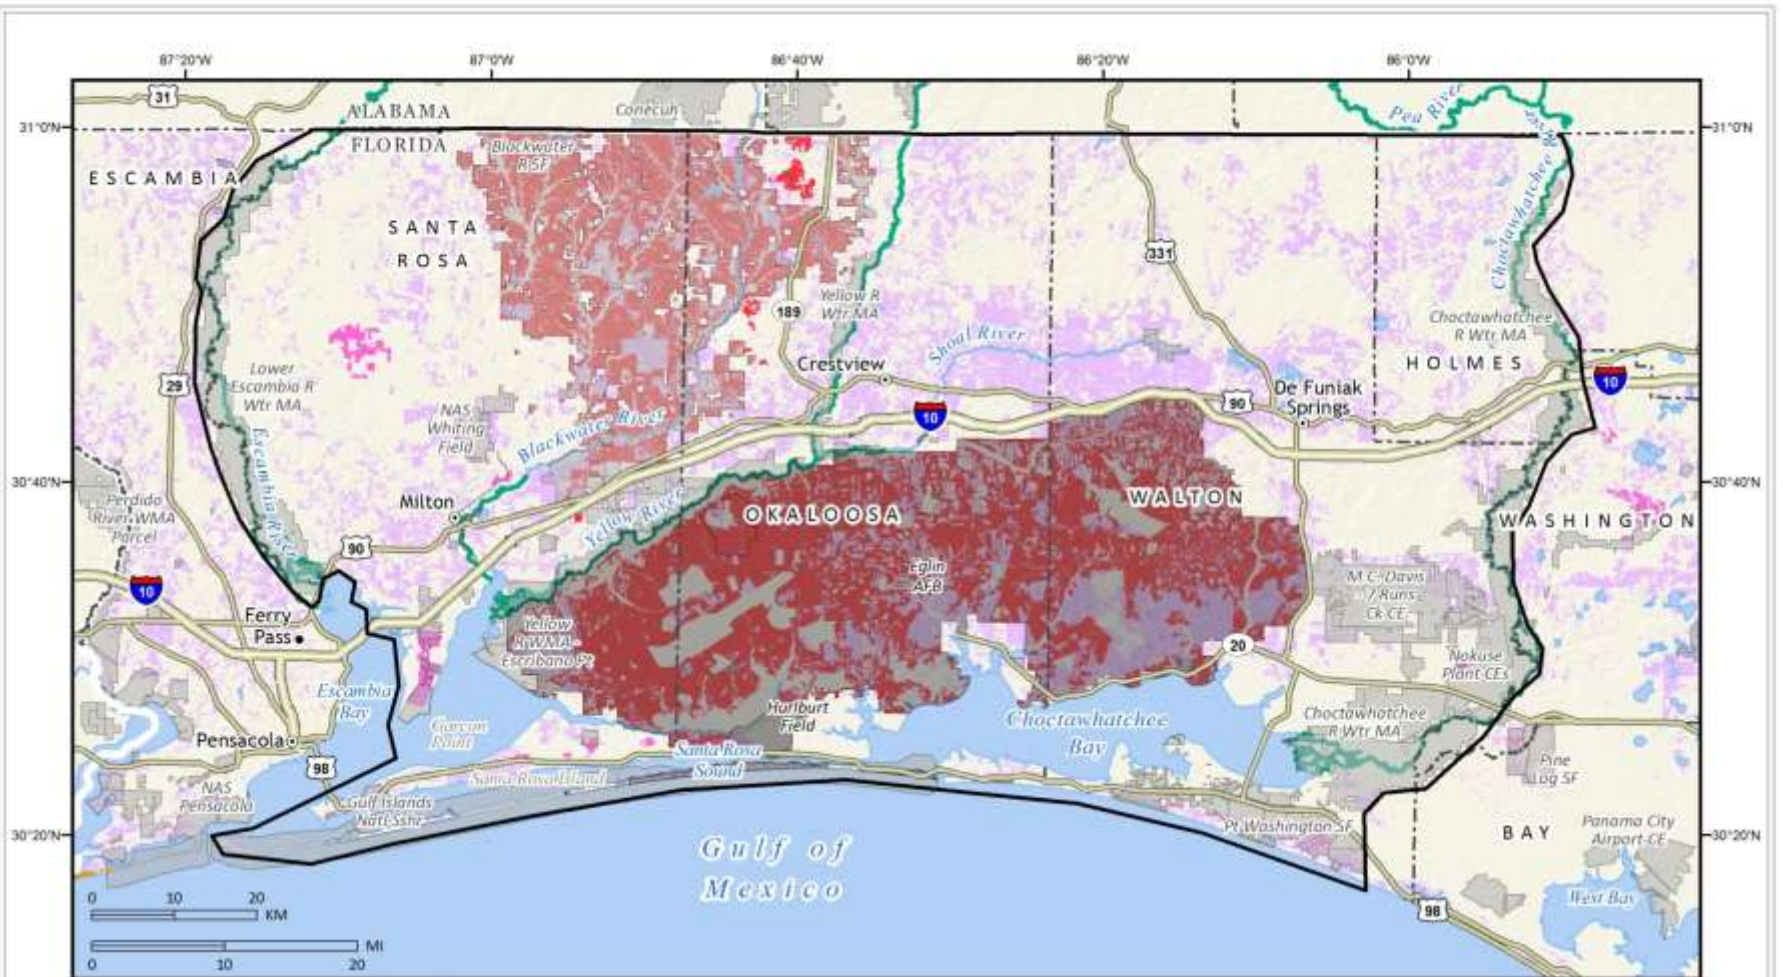 87°20'W
87°0'W
86°40'W
86°20'W
86°0'W
31
ALABAMA
Conecuh
Pea River
31°0'N
31°0'N
FLORIDA
Blackwater
R SF
ESCAMBIA
SANTA
ROSA
331
Choctawhatchee
189
Yellow R
Wtr MA
Choctawhatchee
R Wtr MA
Shoal River
Crestview
HOLMES
29
Lower
Escambia R
Wtr MA
10
De Funiak
Springs
90
NAS
Whiting
Field
Blackwater River
10
Escambia River
30°40'N
30°40'N
Perdido
River WMA
Parcel
Milton
Yellow River
OKALOOSA
WALTON
WASHINGTON
90
Eglin
AFB
M.C. Davis
7 Runs
Ck CE
10
Ferry
Pass
Yellow
R WMA -
Escribano Pt
20
Nokuse
Plant CEs
Escambia
Bay
Garcon
Point
Hurlburt
Field
Choctawhatchee
Bay
Choctawhatchee
R Wtr MA
Pensacola
Santa Rosa
Sound
98
Santa Rosa Island
Pine
Log SF
NAS
Pensacola
Gulf Islands
Natl Sshr
Pt Washington SF
30°20'N
30°20'N
BAY
Panama City
Airport CE
Gulf of
Mexico
West Bay
98
0 10 20
KM
MI
0 10 20